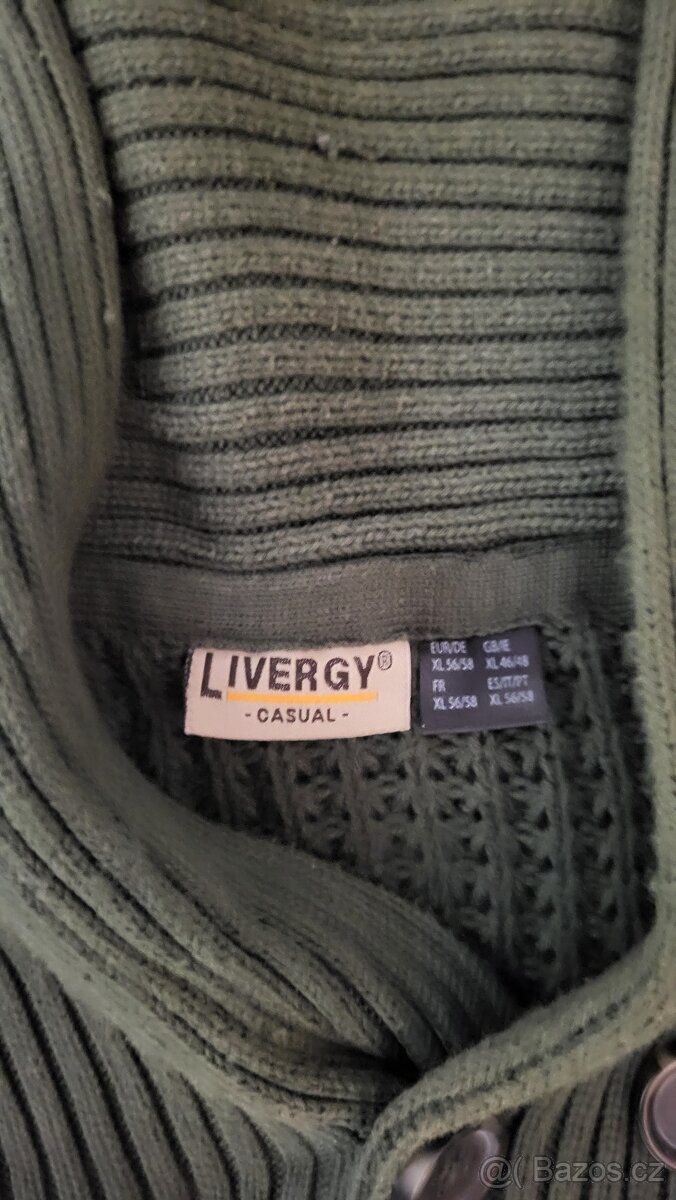 LIVERGY®
- CASUAL -
EUR/DE GB/IE
XL 56/58 XL 46/48
FR ES/IT/PT
XL 56/58 XL 56/58
@( Bazos.cz